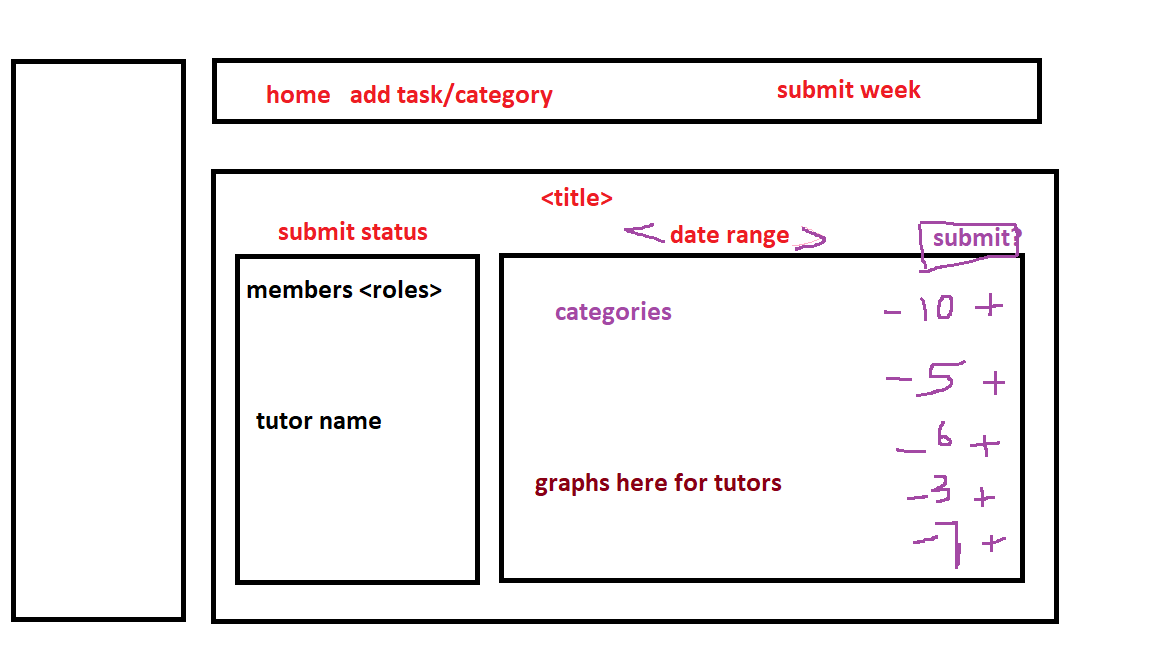 home add task/category submit week
<title>
submit status < date range > submit?
members <roles>
categories - 10 +
- 5 +
tutor name
- 6 +
graphs here for tutors
- 3 +
- 7 +